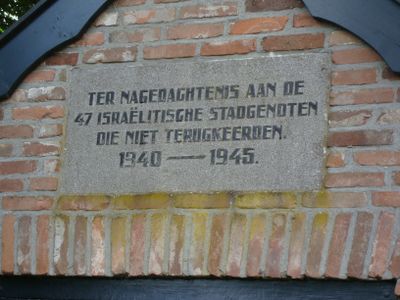 TER NAGEDACHTENIS AAN DE
47 ISRAËLITISCHE STADGENOTEN
DIE NIET TERUGKEERDEN.
1940 — 1945.